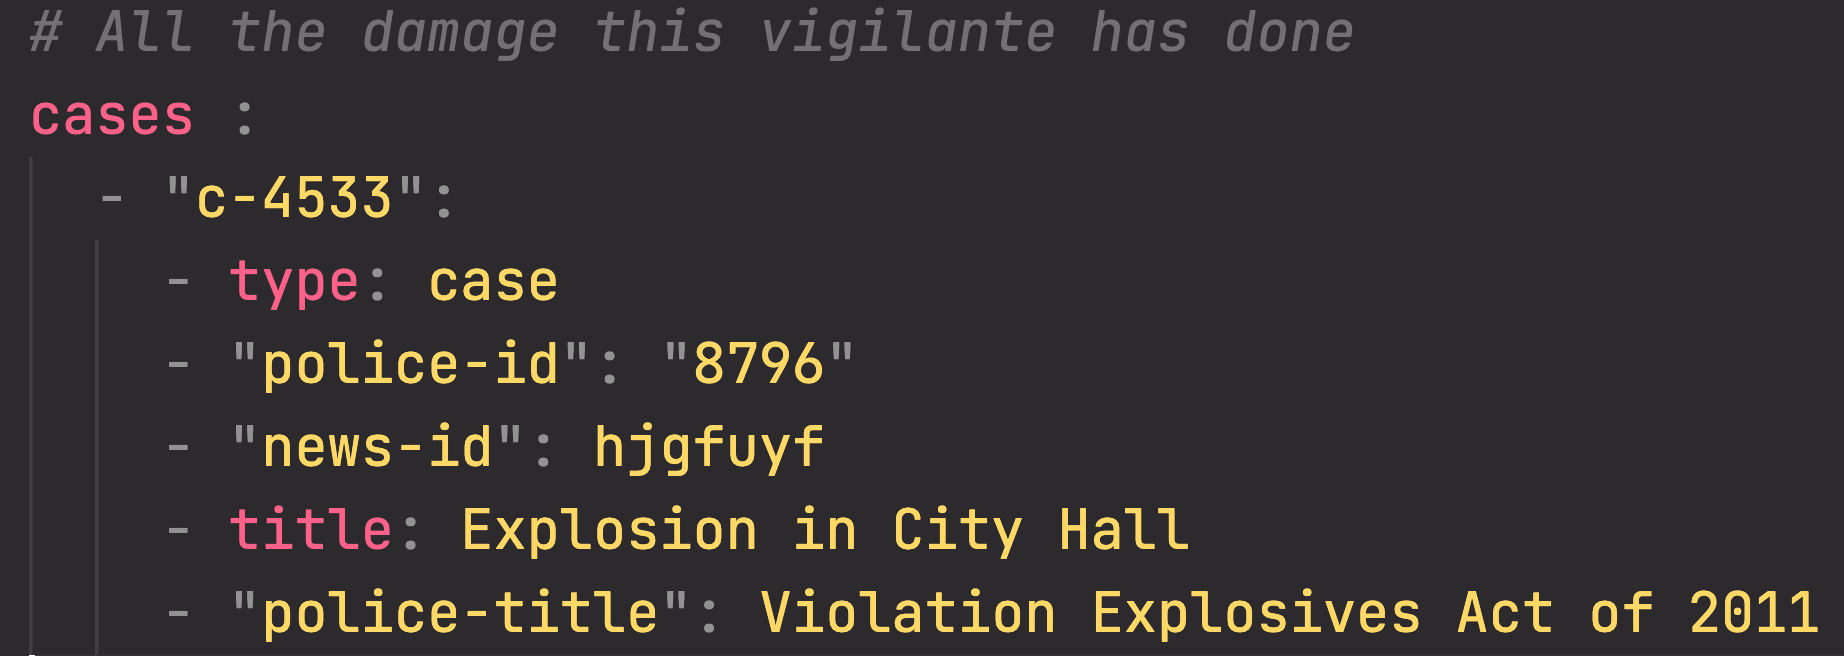 # All the damage this vigilante has done
cases :
- "c-4533":
- type: case
- "police-id": "8796"
- "news-id": hjgfuyf
- title: Explosion in City Hall
- "police-title": Violation Explosives Act of 2011